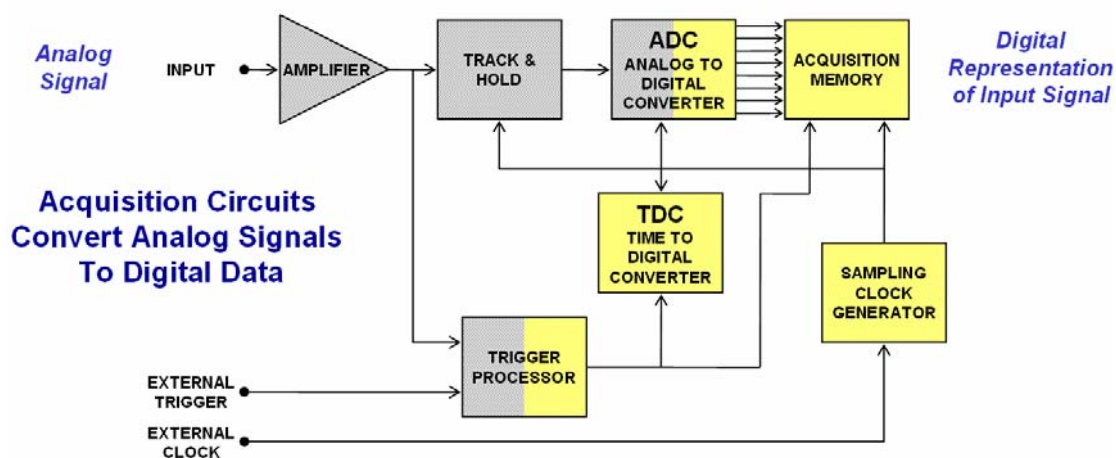 Analog
Signal
INPUT
AMPLIFIER
TRACK &
HOLD
ADC
ANALOG TO
DIGITAL
CONVERTER
ACQUISITION
MEMORY
Digital
Representation
of Input Signal
Acquisition Circuits
Convert Analog Signals
To Digital Data
TDC
TIME TO
DIGITAL
CONVERTER
SAMPLING
CLOCK
GENERATOR
TRIGGER
PROCESSOR
EXTERNAL
TRIGGER
EXTERNAL
CLOCK